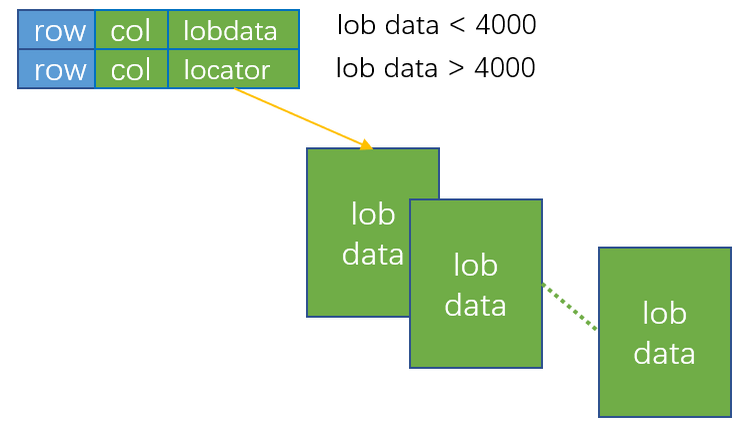 row col lobdata lob data < 4000
row col locator lob data > 4000
lob
data
lob
data
lob
data